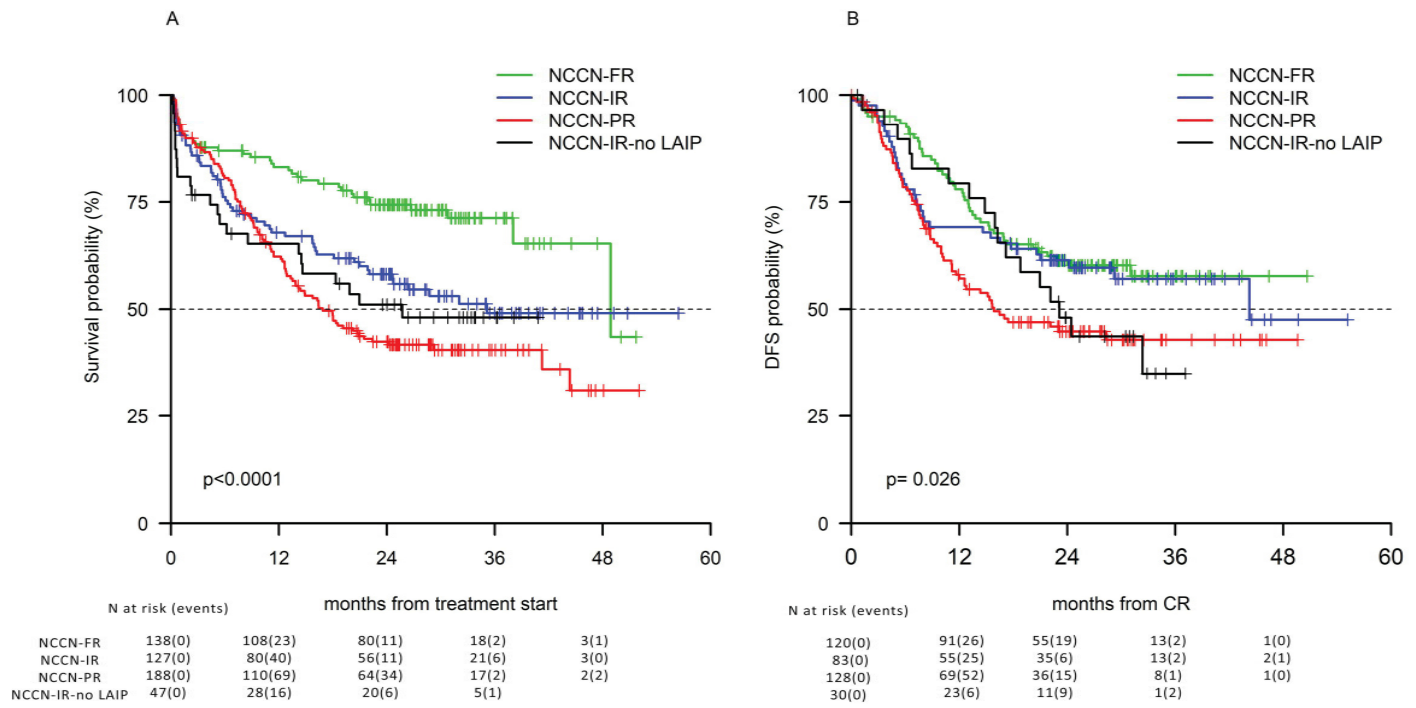 A
NCCN-FR
NCCN-IR
NCCN-PR
NCCN-IR-no LAIP
Survival probability (%)
100
75
50
25
0
p<0.0001
0 12 24 36 48 60
months from treatment start
N at risk (events)
NCCN-FR 138(0) 108(23) 80(11) 18(2) 3(1)
NCCN-IR 127(0) 80(40) 56(11) 21(6) 3(0)
NCCN-PR 188(0) 110(69) 64(34) 17(2) 2(2)
NCCN-IR-no LAIP 47(0) 28(16) 20(6) 5(1)
B
NCCN-FR
NCCN-IR
NCCN-PR
NCCN-IR-no LAIP
DFS probability (%)
100
75
50
25
0
p= 0.026
0 12 24 36 48 60
months from CR
N at risk (events)
120(0) 91(26) 55(19) 13(2) 1(0)
83(0) 55(25) 35(6) 13(2) 2(1)
128(0) 69(52) 36(15) 8(1) 1(0)
30(0) 23(6) 11(9) 1(2)